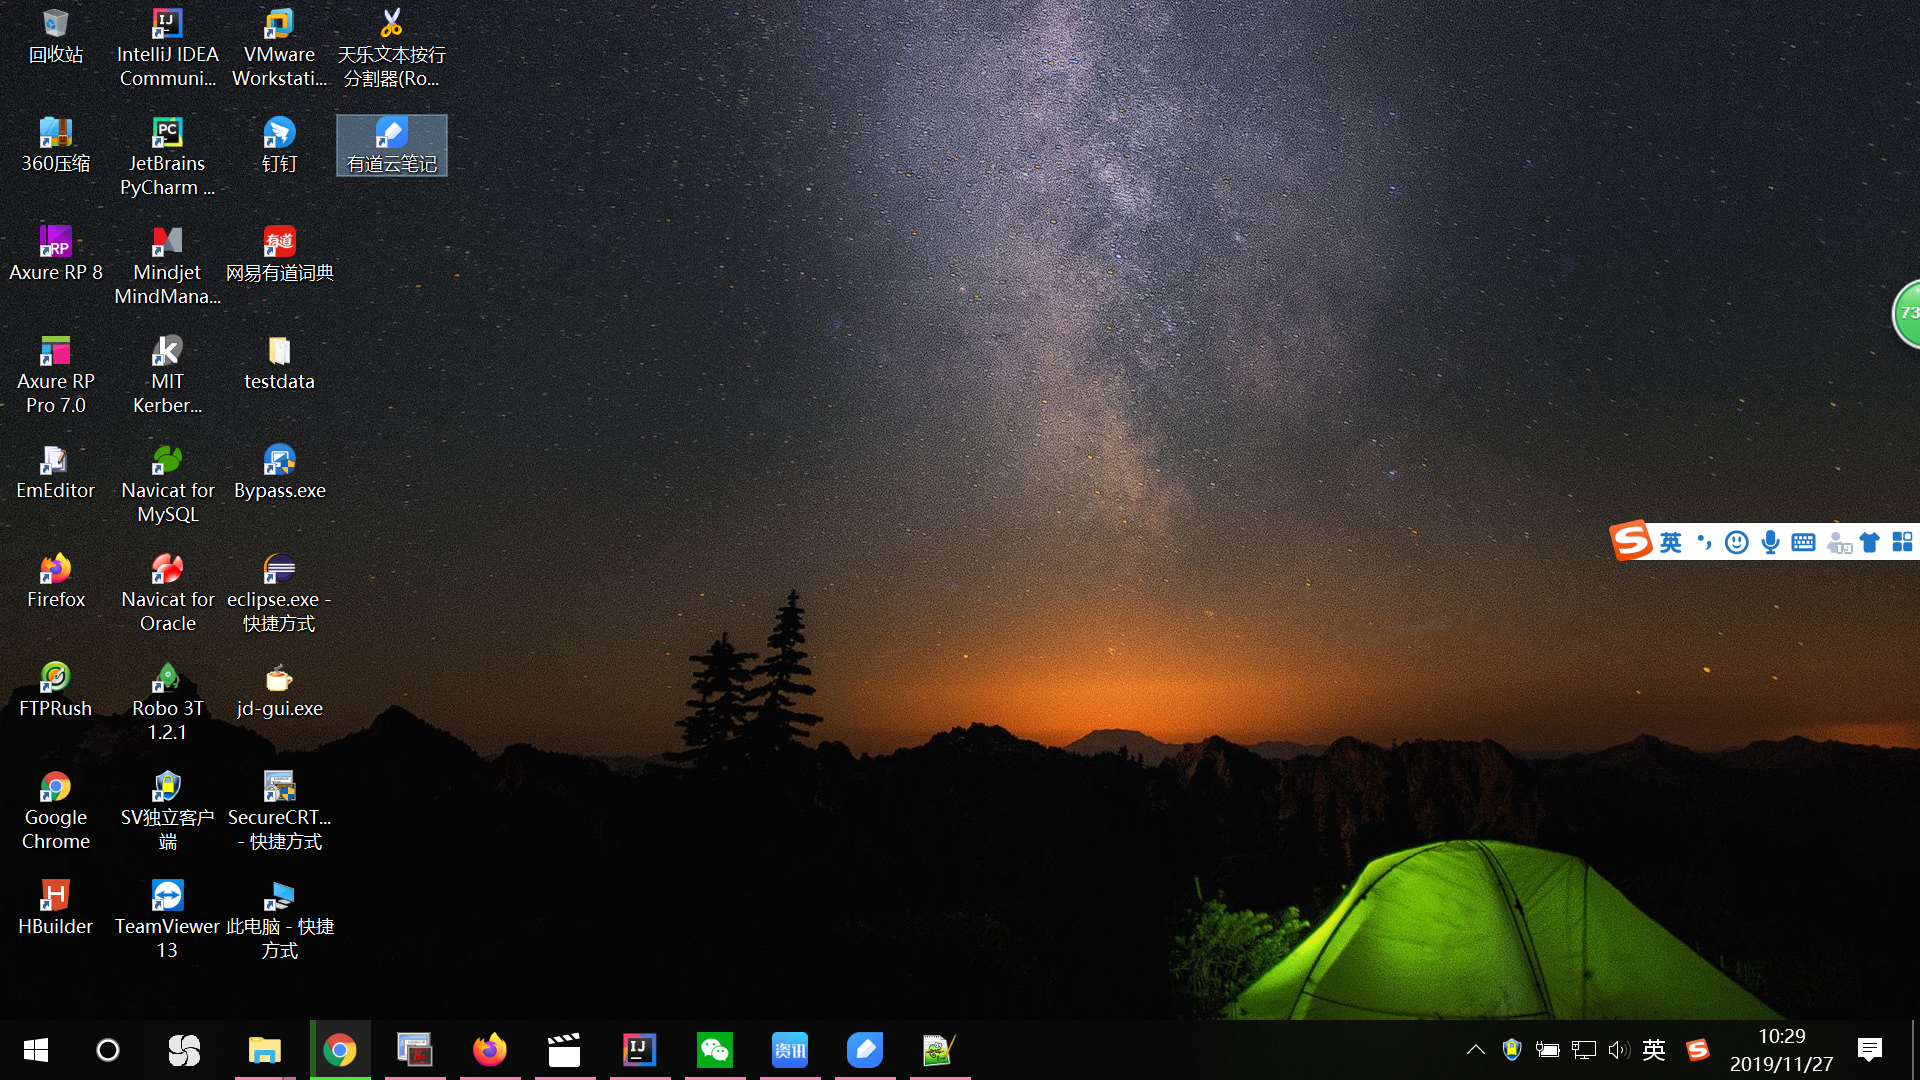 回收站
IntelliJ IDEA
Communi...
VMware
Workstati...
天乐文本按行
分割器(Ro...
360压缩
JetBrains
PyCharm ...
钉钉
有道云笔记
Axure RP 8
Mindjet
MindMana...
有道
网易有道词典
Axure RP
Pro 7.0
MIT
Kerber...
testdata
EmEditor
Navicat for
MySQL
Bypass.exe
Firefox
Navicat for
Oracle
eclipse.exe -
快捷方式
FTPRush
Robo 3T
1.2.1
jd-gui.exe
Google
Chrome
SV独立客户
端
SecureCRT...
- 快捷方式
HBuilder
TeamViewer
13
此电脑 - 快捷
方式
73
英
资讯
英
10:29
2019/11/27